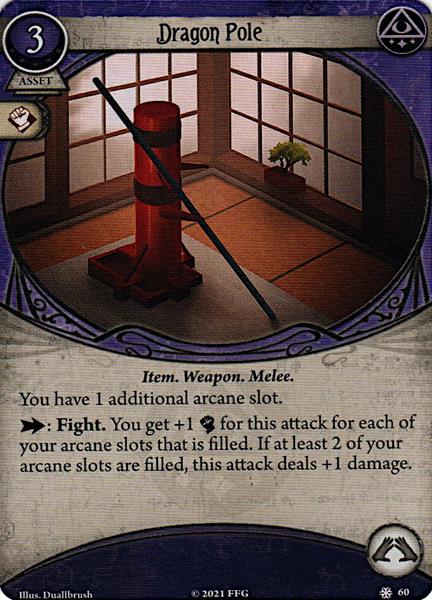 3
Dragon Pole
ASSET
Item. Weapon. Melee.
You have 1 additional arcane slot.
: Fight. You get +1 for this attack for each of
your arcane slots that is filled. If at least 2 of your
arcane slots are filled, this attack deals +1 damage.
Illus. Duallbrush
© 2021 FFG
60